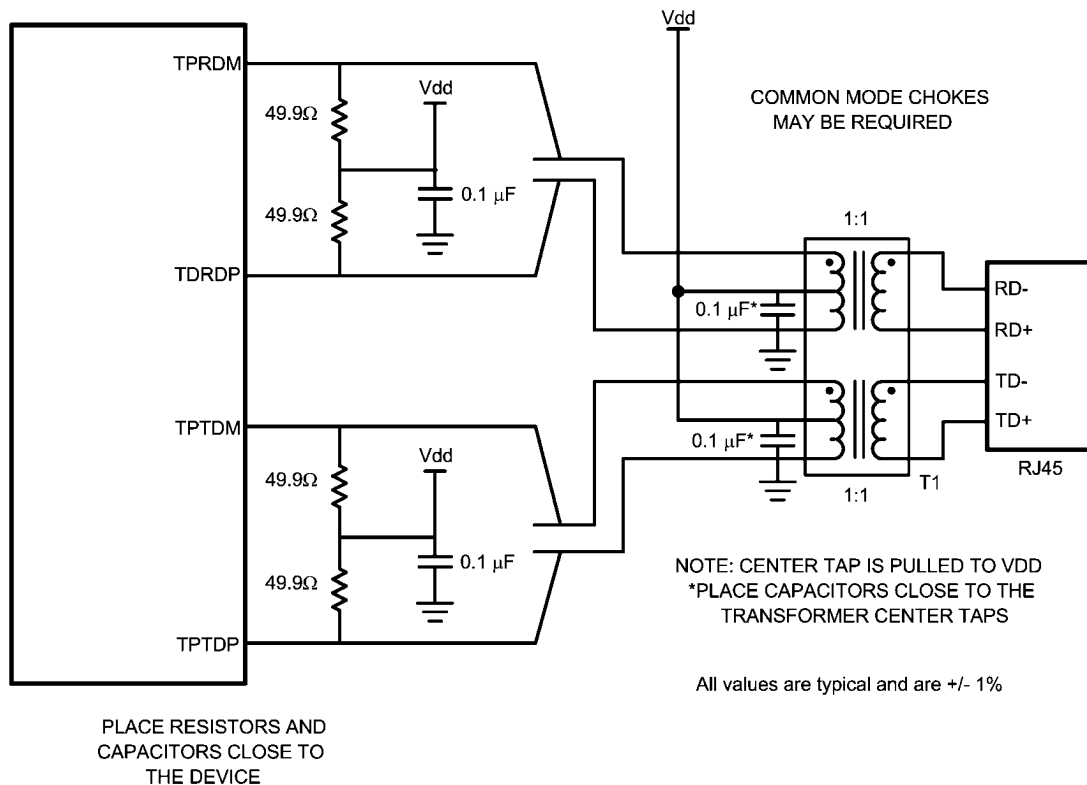 Vdd
TPRDM
COMMON MODE CHOKES
MAY BE REQUIRED
49.9Ω
Vdd
0.1 μF
49.9Ω
1:1
TDRDP
RD-
0.1 μF*
RD+
TD-
TPTDM
TD+
0.1 μF*
Vdd
RJ45
49.9Ω
T1
1:1
0.1 μF
NOTE: CENTER TAP IS PULLED TO VDD
49.9Ω
*PLACE CAPACITORS CLOSE TO THE
TRANSFORMER CENTER TAPS
TPTDP
All values are typical and are +/- 1%
PLACE RESISTORS AND
CAPACITORS CLOSE TO
THE DEVICE